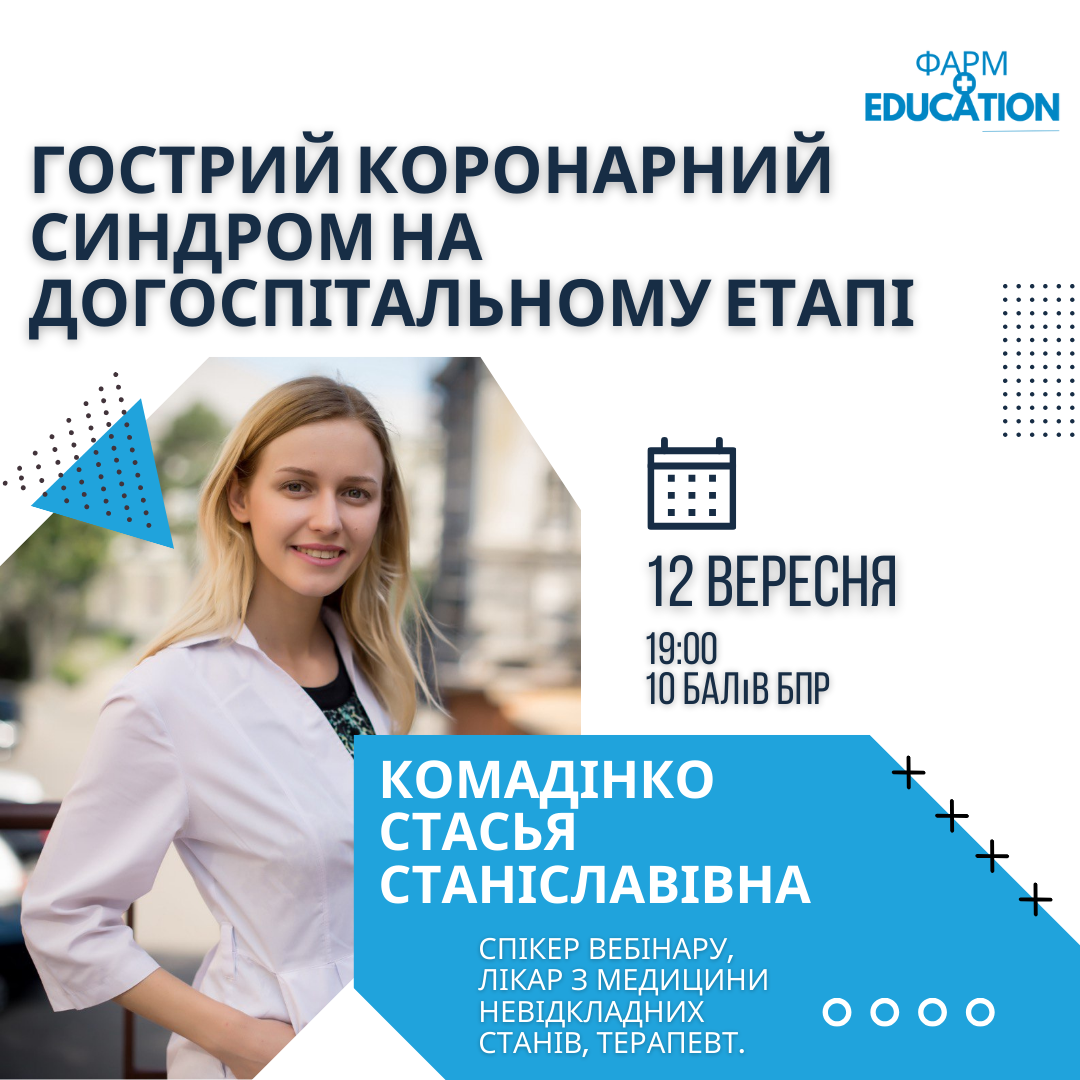 ФАРМ
EDUCATION
ГОСТРИЙ КОРОНАРНИЙ
СИНДРОМ НА
ДОГОСПІТАЛЬНОМУ ЕТАПІ
12 ВЕРЕСНЯ
19:00
10 БАЛіВ БПР
КОМАДІНКО
СТАСЬЯ
СТАНІСЛАВІВНА
СПІКЕР ВЕБІНАРУ,
ЛІКАР З МЕДИЦИНИ
НЕВІДКЛАДНИХ
СТАНІВ, ТЕРАПЕВТ.